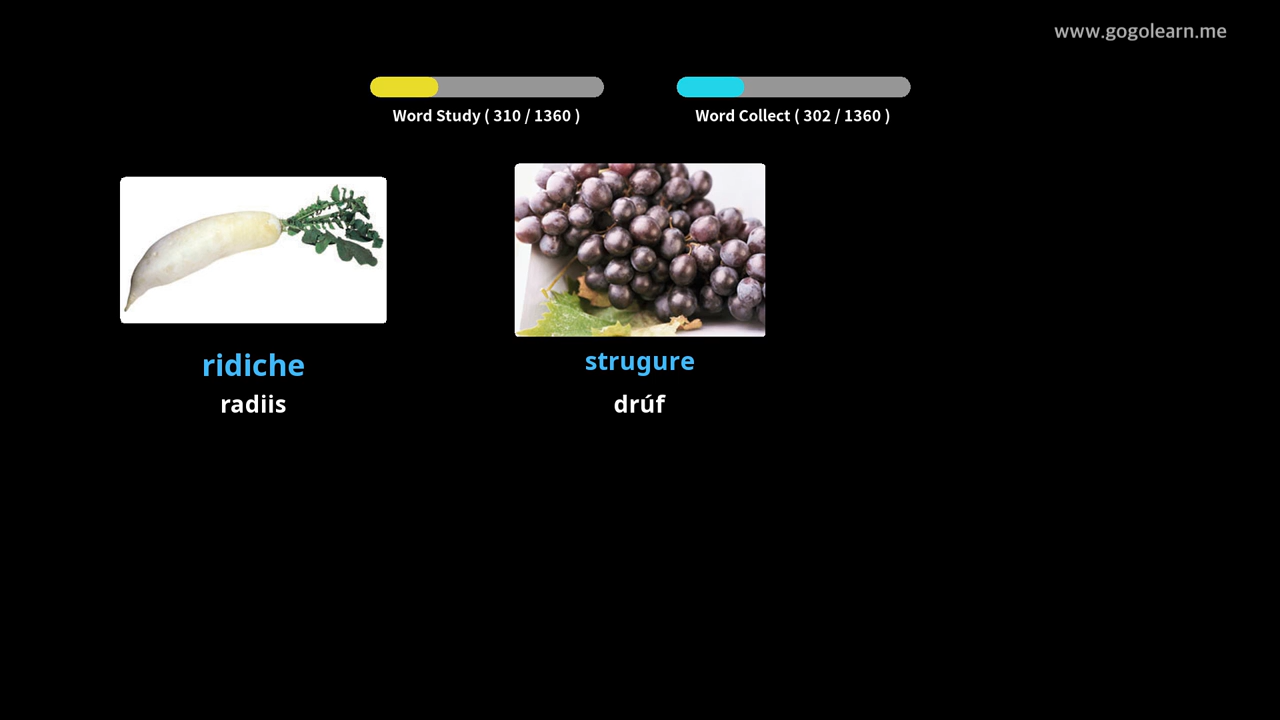 www.gogolearn.me
Word Study ( 310 / 1360 )
Word Collect ( 302 / 1360 )
ridiche
radiis
strugure
drúf